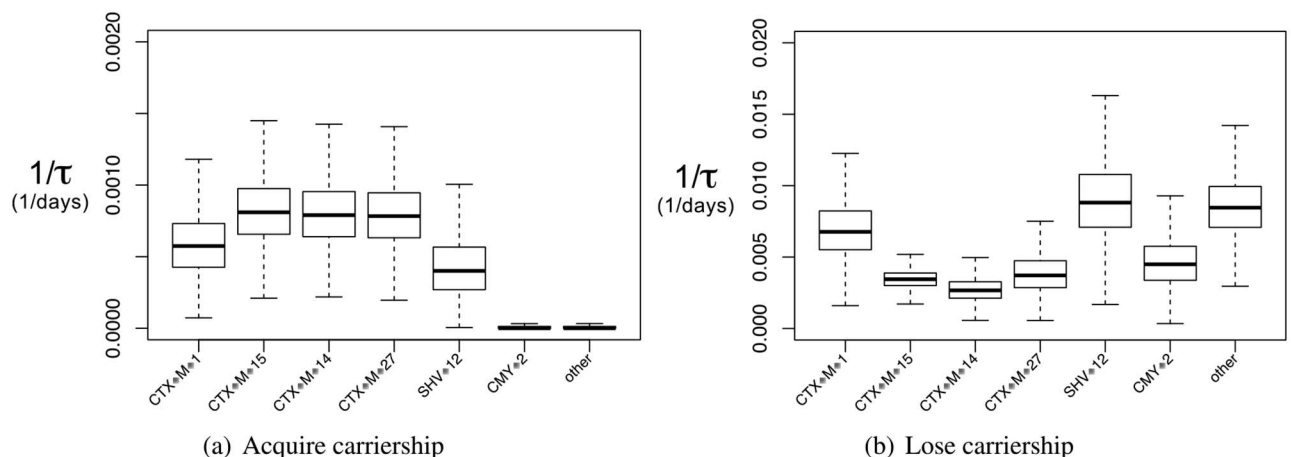 0.0020
0.0010
0.0000
1/τ
(1/days)
CTX*M*1
CTX*M*15
CTX*M*14
CTX*M*27
SHV*12
CMY*2
other
(a) Acquire carriership
0.020
0.015
0.010
0.005
0.000
1/τ
(1/days)
CTX*M*1
CTX*M*15
CTX*M*14
CTX*M*27
SHV*12
CMY*2
other
(b) Lose carriership